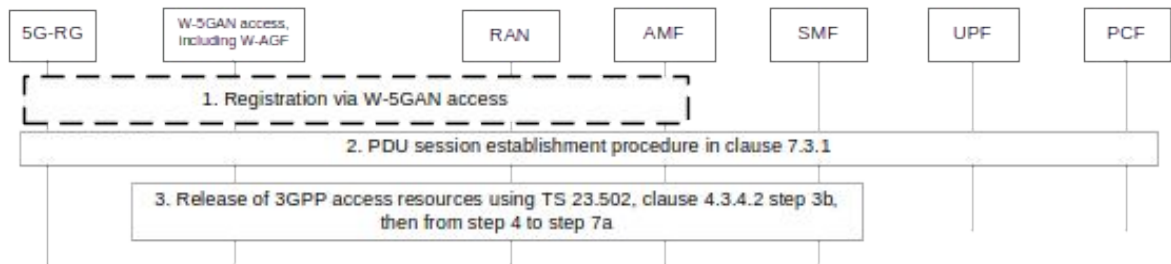 5G-RG
W-5GAN access,
including W-AGF
RAN
AMF
SMF
UPF
PCF
1. Registration via W-5GAN access
2. PDU session establishment procedure in clause 7.3.1
3. Release of 3GPP access resources using TS 23.502, clause 4.3.4.2 step 3b,
then from step 4 to step 7a